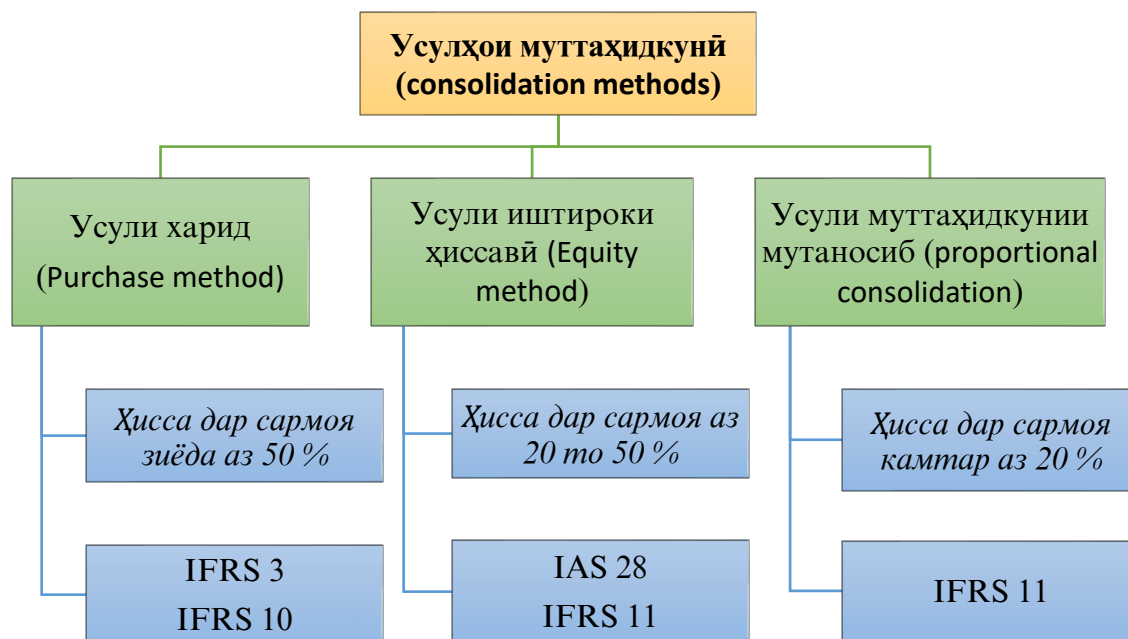 Усулҳои муттаҳидкунӣ
(consolidation methods)
Усули харид
(Purchase method)
Усули иштироки
ҳиссавӣ (Equity
method)
Усули муттаҳидкунии
мутаносиб (proportional
consolidation)
Ҳисса дар сармоя
зиёда аз 50 %
Ҳисса дар сармоя аз
20 то 50 %
Ҳисса дар сармоя
камтар аз 20 %
IFRS 3
IFRS 10
IAS 28
IFRS 11
IFRS 11